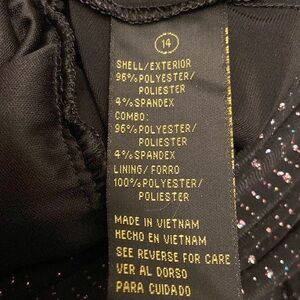 14
SHELL/EXTERIOR
96%POLYESTER/
POLIESTER
4%SPANDEX
COMBO:
96%POLYESTER/
POLIESTER
4%SPANDEX
LINING/FORRO
100%POLYESTER/
POLIESTER
MADE IN VIETNAM
HECHO EN VIETNAM
SEE REVERSE FOR CARE
VER AL DORSO
PARA CUIDADO